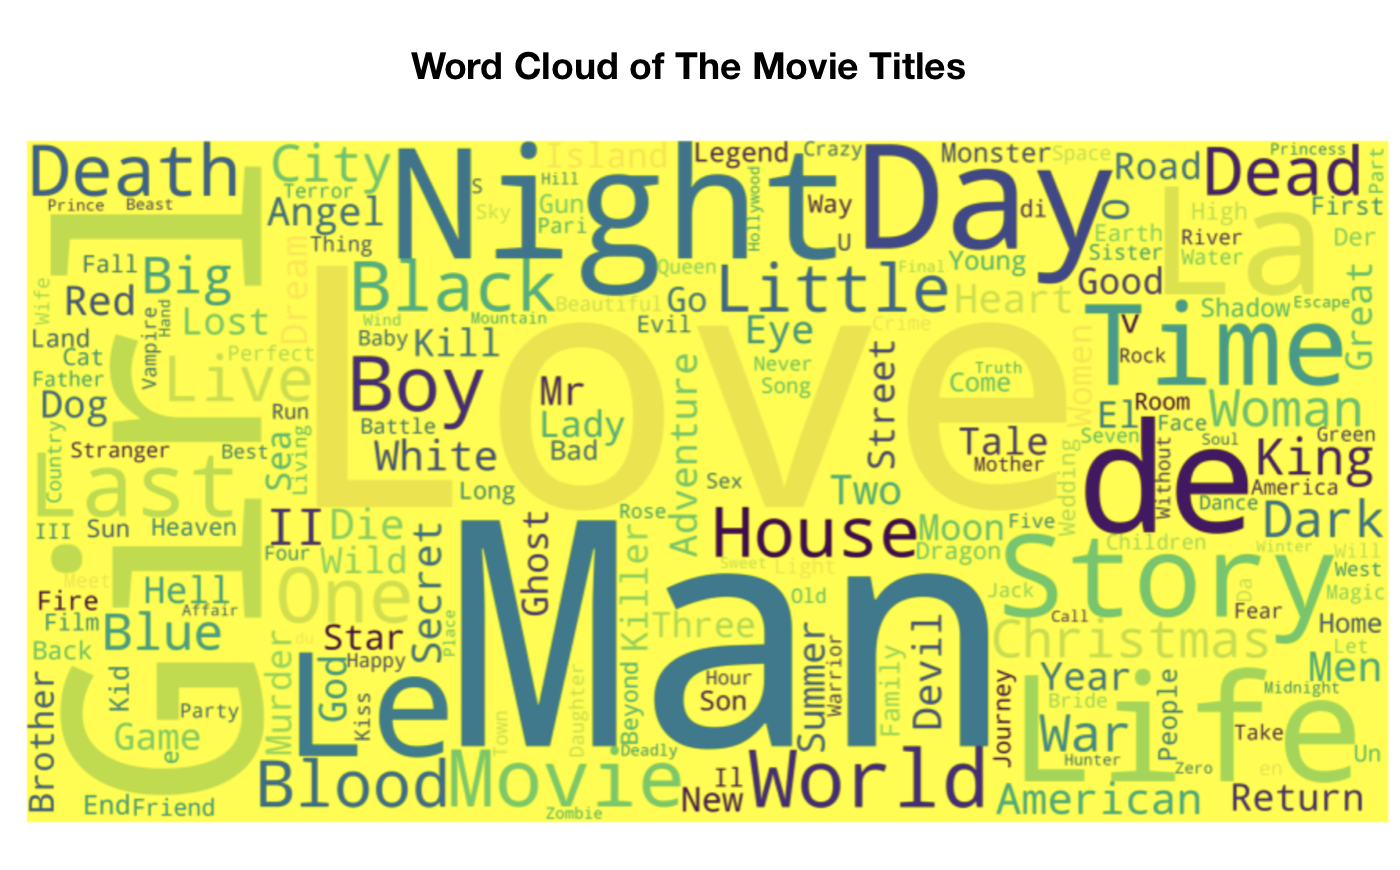 Word Cloud of The Movie Titles
Death
City
Night
Island
Legend
Crazy
Day
Monster
Space
Road
Dead
Princess
Part
Prince
Beast
Terror
Angel
Thing
S
Sky
Hill
Gun
Pari
Hollywood
Way
U
di
O
Earth
Sister
High
River
Water
La
First
Der
Girl
Fall
Big
Red
Wife
Vampire
Hand
Lost
Dream
Black
Queen
Beautiful
Go
Little
Final
Young
Heart
Good
Shadow
Escape
Great
Land
Cat
Father
Dog
Live
Perfect
Wind
Mountain
Baby
Kill
Love
Evil
Eye
Crime
Never
Song
Street
Truth
Come
Women
Time
V
Rock
Boy
Mr
Lady
Bad
Battle
White
Long
Adventure
Sex
Two
Tale
Mother
Wedding
El
Room
Face
Seven
Without
Soul
Woman
King
Green
America
Dance
de
Dark
Country
Stranger
Best
Run
Sea
Living
Last
III
Sun
Heaven
II
Die
Four
Wild
One
Secret
Ghost
Rose
Killer
House
Sweet
Light
Moon
Five
Dragon
Story
Children
Winter
Will
West
Magic
Meet
Fire
Film
Hell
Affair
Blue
Back
Star
du
Happy
Place
Man
Three
Old
Jack
Call
Da
Fear
Home
Let
Men
Christmas
Brother
Kid
Party
Game
e
Murder
God
Kiss
Le
Town
Daughter
Beyond
Deadly
Hour
Son
Summer
Warrior
Family
Devil
Journey
Year
Bride
War
Hunter
People
Zero
Life
Midnight
Take
en
Un
End
Friend
Blood
Movie
Zombie
Il
New
World
American
Return